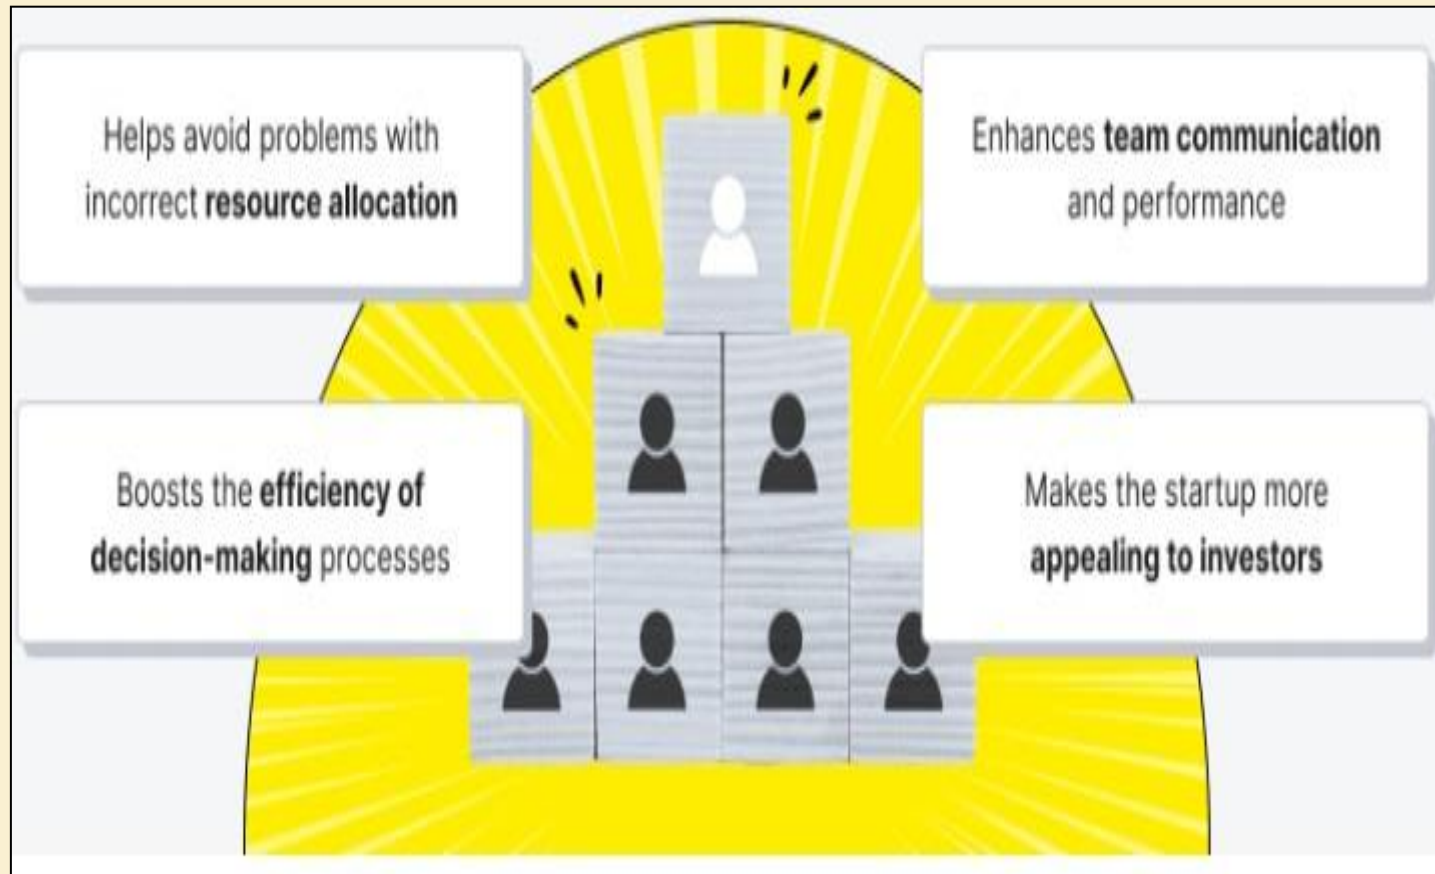 Helps avoid problems with
incorrect resource allocation
Enhances team communication
and performance
Boosts the efficiency of
decision-making processes
Makes the startup more
appealing to investors